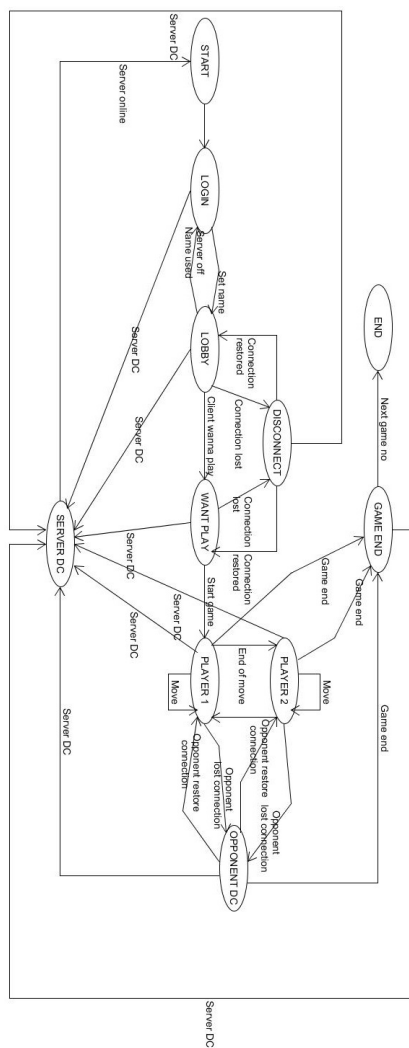 END
Next game no
GAME END
Game end
Game end
Game end
Move
PLAYER 2
DISCONNECT
Opponent
lost connection
Opponent restore
connection
Connection
restored
Connection lost
Connection
lost
Connection
restored
End of move
OPPONENT DC
Opponent
lost connection
START
LOGIN
Set name
LOBBY
Client wanna play
WANT PLAY
Start game
PLAYER 1
Server DC
Server off
Name used
Opponent restore
connection
Move
Server DC
Server DC
Server DC
Server DC
Server DC
Server DC
Server online
SERVER DC
Server DC